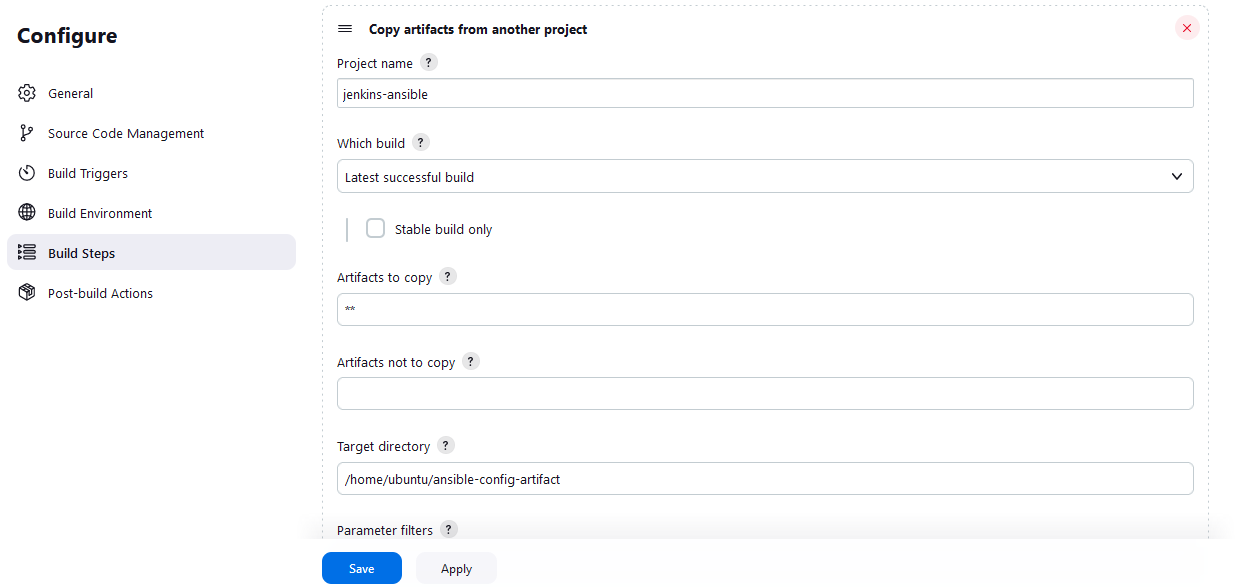 Configure
General
Source Code Management
Build Triggers
Build Environment
Build Steps
Post-build Actions
Copy artifacts from another project
Project name ?
jenkins-ansible
Which build ?
Latest successful build
Stable build only
Artifacts to copy ?
**
Artifacts not to copy ?
Target directory ?
/home/ubuntu/ansible-config-artifact
Parameter filters ?
Save Apply